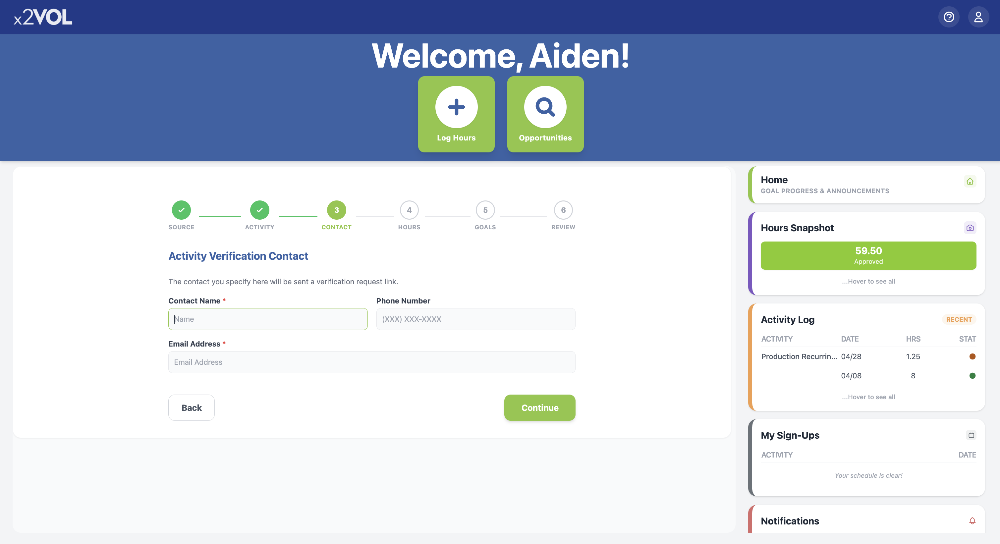 x2VOL
Welcome, Aiden!
Log Hours
Opportunities
SOURCE
ACTIVITY
3
CONTACT
4
HOURS
5
GOALS
6
REVIEW
Activity Verification Contact
The contact you specify here will be sent a verification request link.
Contact Name *
Name
Phone Number
(XXX) XXX-XXXX
Email Address *
Email Address
Back
Continue
Home
GOAL PROGRESS & ANNOUNCEMENTS
Hours Snapshot
59.50
Approved
...Hover to see all
Activity Log
RECENT
ACTIVITY DATE HRS STAT
Production Recurrin... 04/28 1.25
04/08 8
...Hover to see all
My Sign-Ups
ACTIVITY DATE
Your schedule is clear!
Notifications